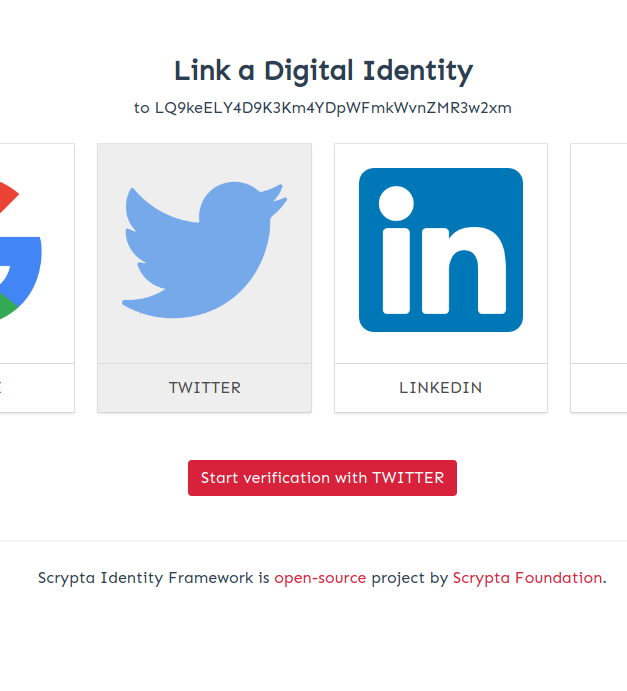 Link a Digital Identity
to LQ9keELY4D9K3Km4YDpWFmkWvnZMR3w2xm
in
TWITTER
LINKEDIN
Start verification with TWITTER
Scrypta Identity Framework is open-source project by Scrypta Foundation.